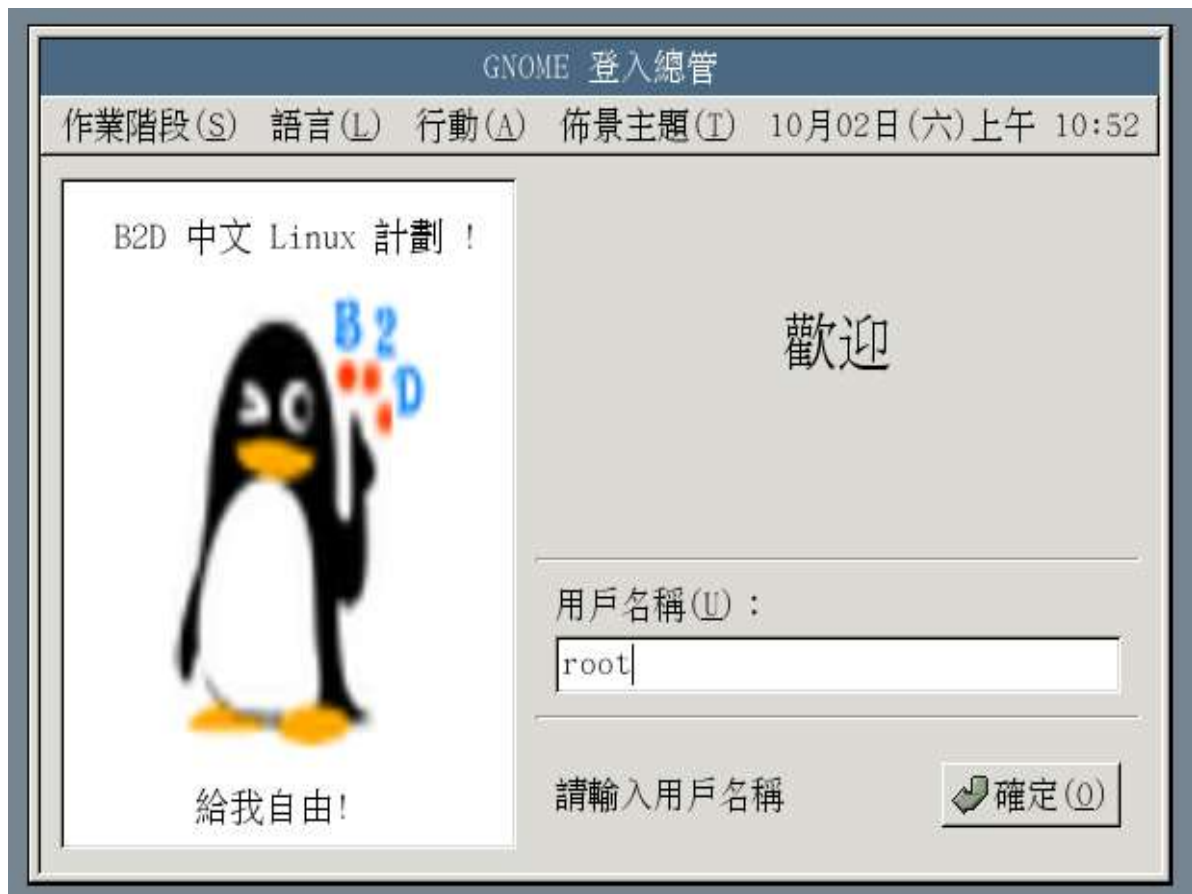 GNOME 登入總管
作業階段(S) 語言(L) 行動(A) 佈景主題(T) 10月02日(六)上午 10:52
B2D 中文 Linux 計劃 !
B 2
D
給我自由!
歡迎
用戶名稱(U)：
root
請輸入用戶名稱
確定(O)